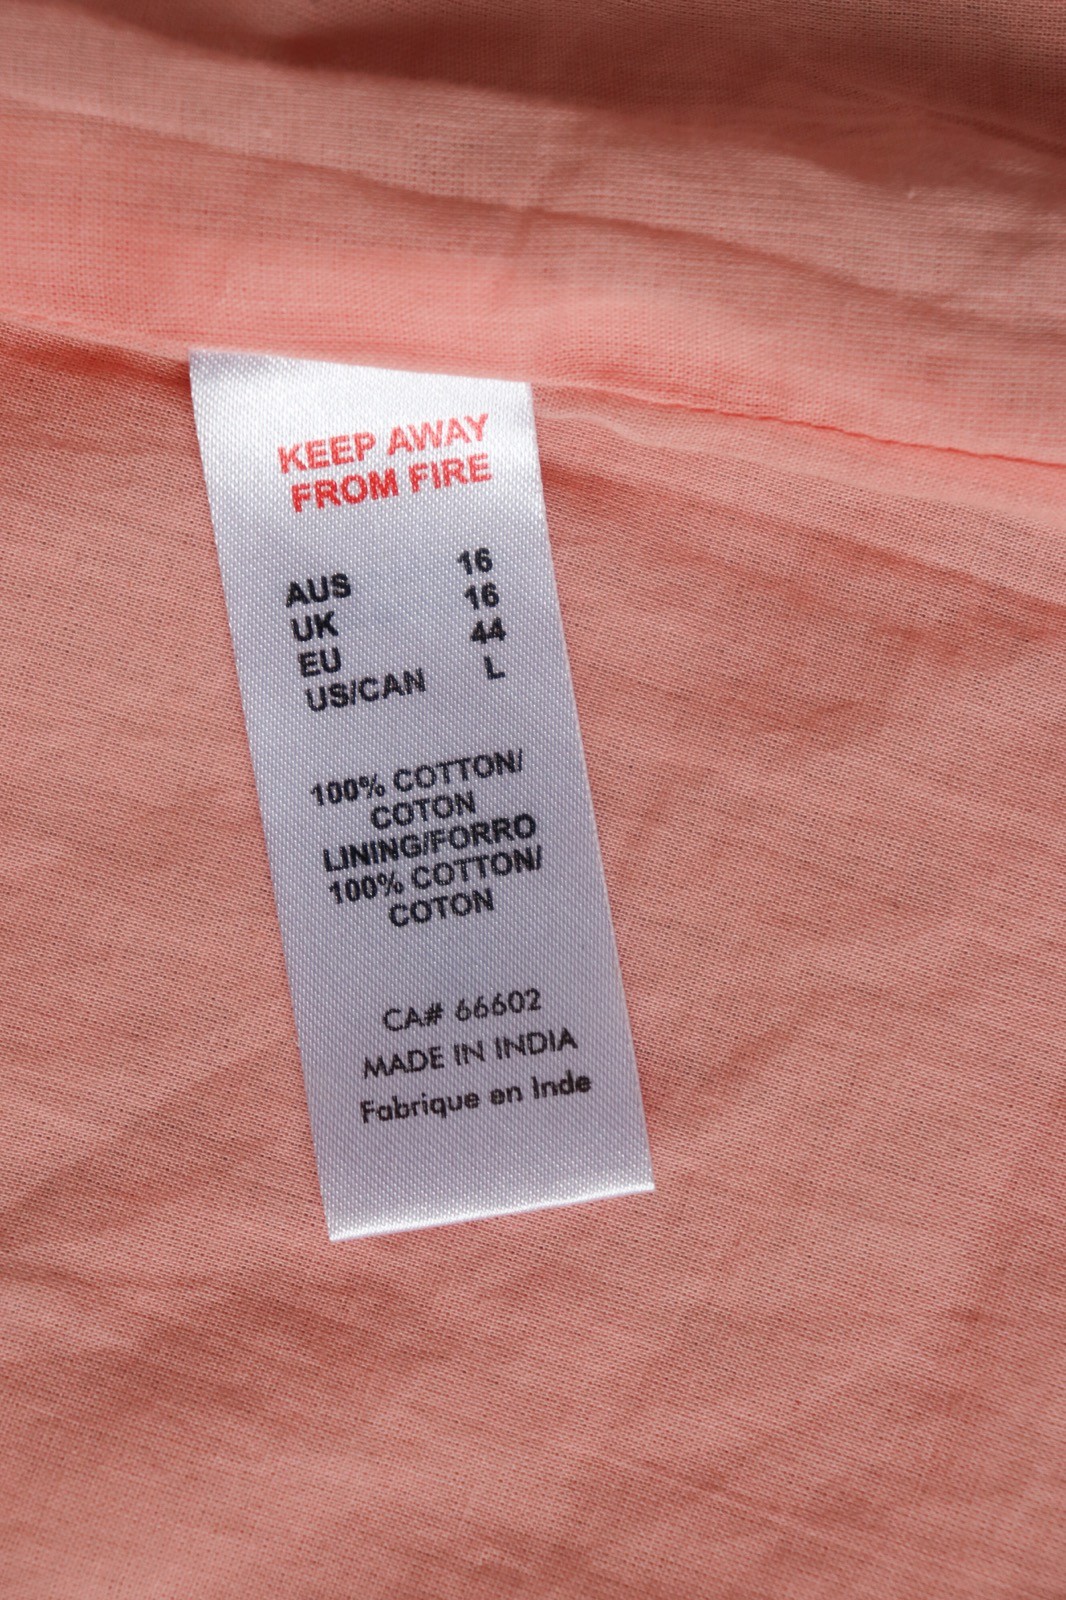 KEEP AWAY
FROM FIRE
AUS 16
UK 16
EU 44
US/CAN L
100% COTTON/
COTON
LINING/FORRO
100% COTTON/
COTON
CA# 66602
MADE IN INDIA
Fabrique en Inde